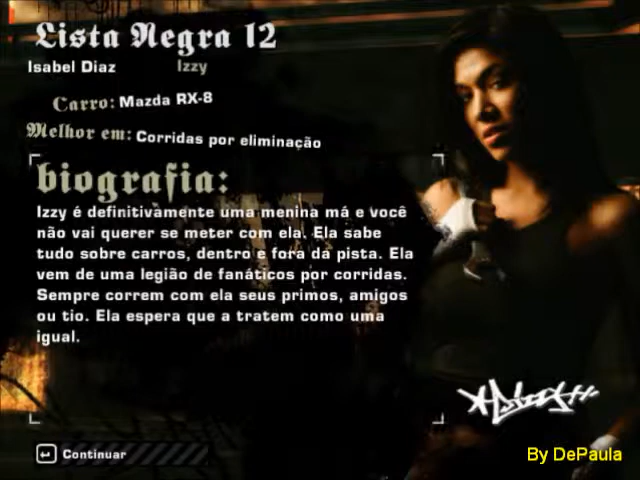 Lista Negra 12
Isabel Diaz Izzy
Carro: Mazda RX-8
Melhor em: Corridas por eliminação
biografia:
Izzy é definitivamente uma menina má e você
não vai querer se meter com ela. Ela sabe
tudo sobre carros, dentro e fora da pista. Ela
vem de uma legião de fanáticos por corridas.
Sempre correm com ela seus primos, amigos
ou tio. Ela espera que a tratem como uma
igual.
Izzy
Continuar
By DePaula